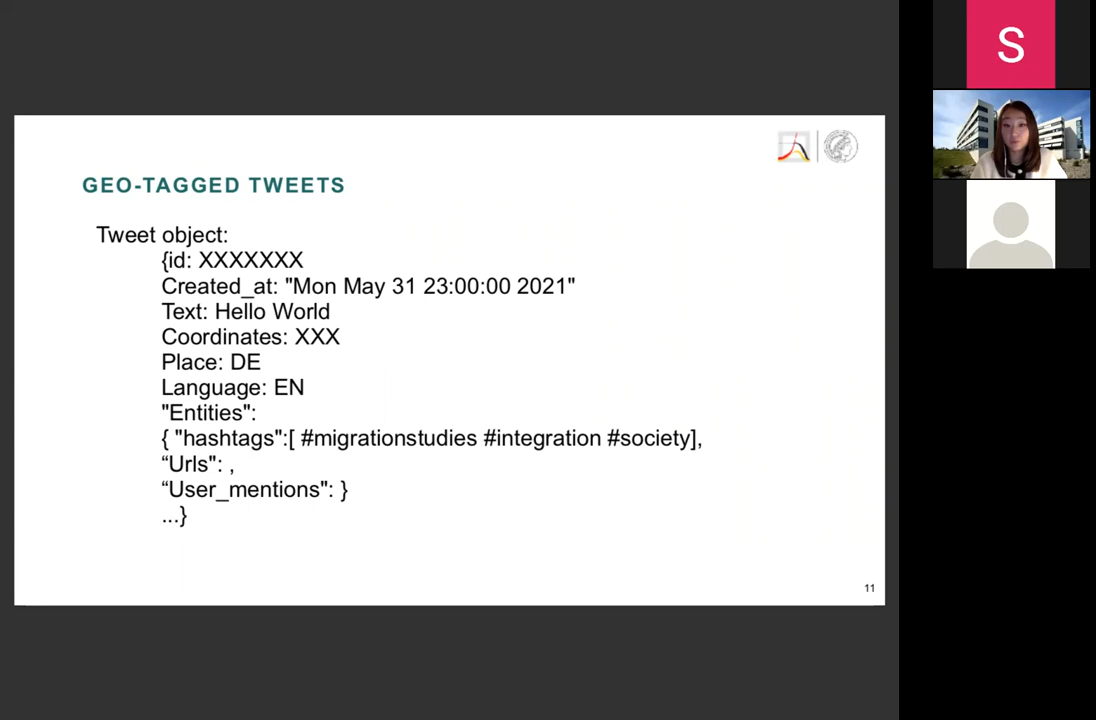 GEO-TAGGED TWEETS
Tweet object:
{id: XXXXXXX
Created_at: "Mon May 31 23:00:00 2021"
Text: Hello World
Coordinates: XXX
Place: DE
Language: EN
"Entities":
{ "hashtags":[ #migrationstudies #integration #society],
“Urls": ,
“User_mentions": }
...}
11
S